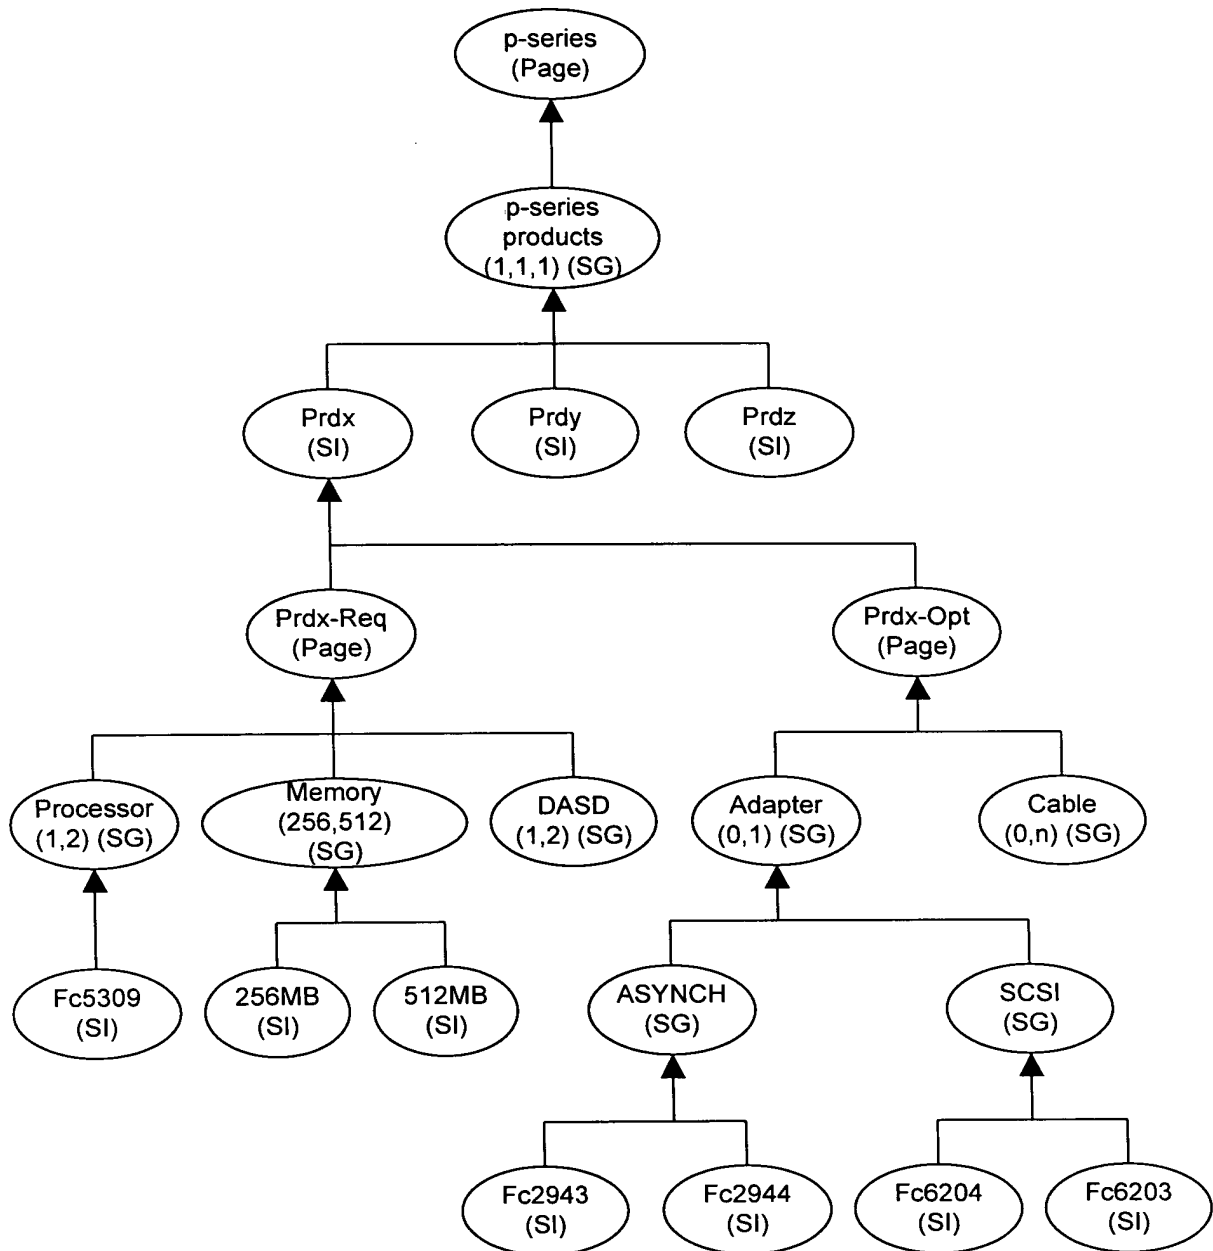 p-series
(Page)
p-series
products
(1,1,1) (SG)
Prdx
(SI)
Prdy
(SI)
Prdz
(SI)
Prdx-Req
(Page)
Prdx-Opt
(Page)
Processor
(1,2) (SG)
Memory
(256,512)
(SG)
DASD
(1,2) (SG)
Adapter
(0,1) (SG)
Cable
(0,n) (SG)
Fc5309
(SI)
256MB
(SI)
512MB
(SI)
ASYNCH
(SG)
SCSI
(SG)
Fc2943
(SI)
Fc2944
(SI)
Fc6204
(SI)
Fc6203
(SI)